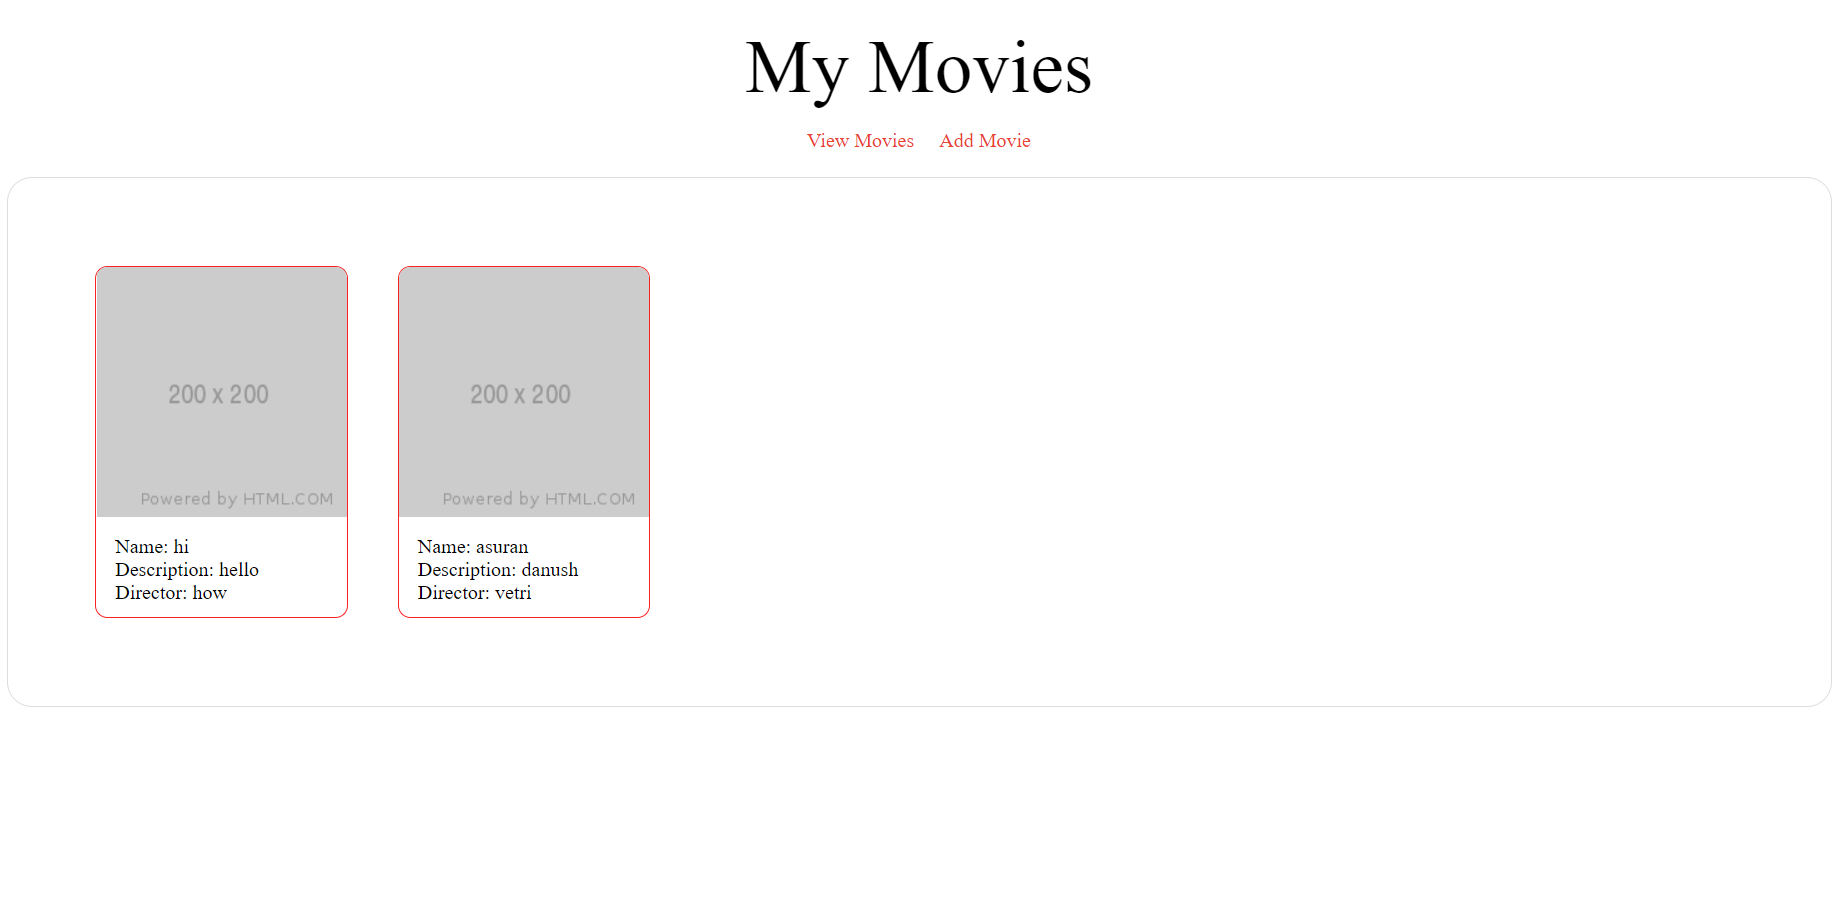 My Movies
View Movies Add Movie
200 x 200
Powered by HTML.COM
Name: hi
Description: hello
Director: how
200 x 200
Powered by HTML.COM
Name: asuran
Description: danush
Director: vetri